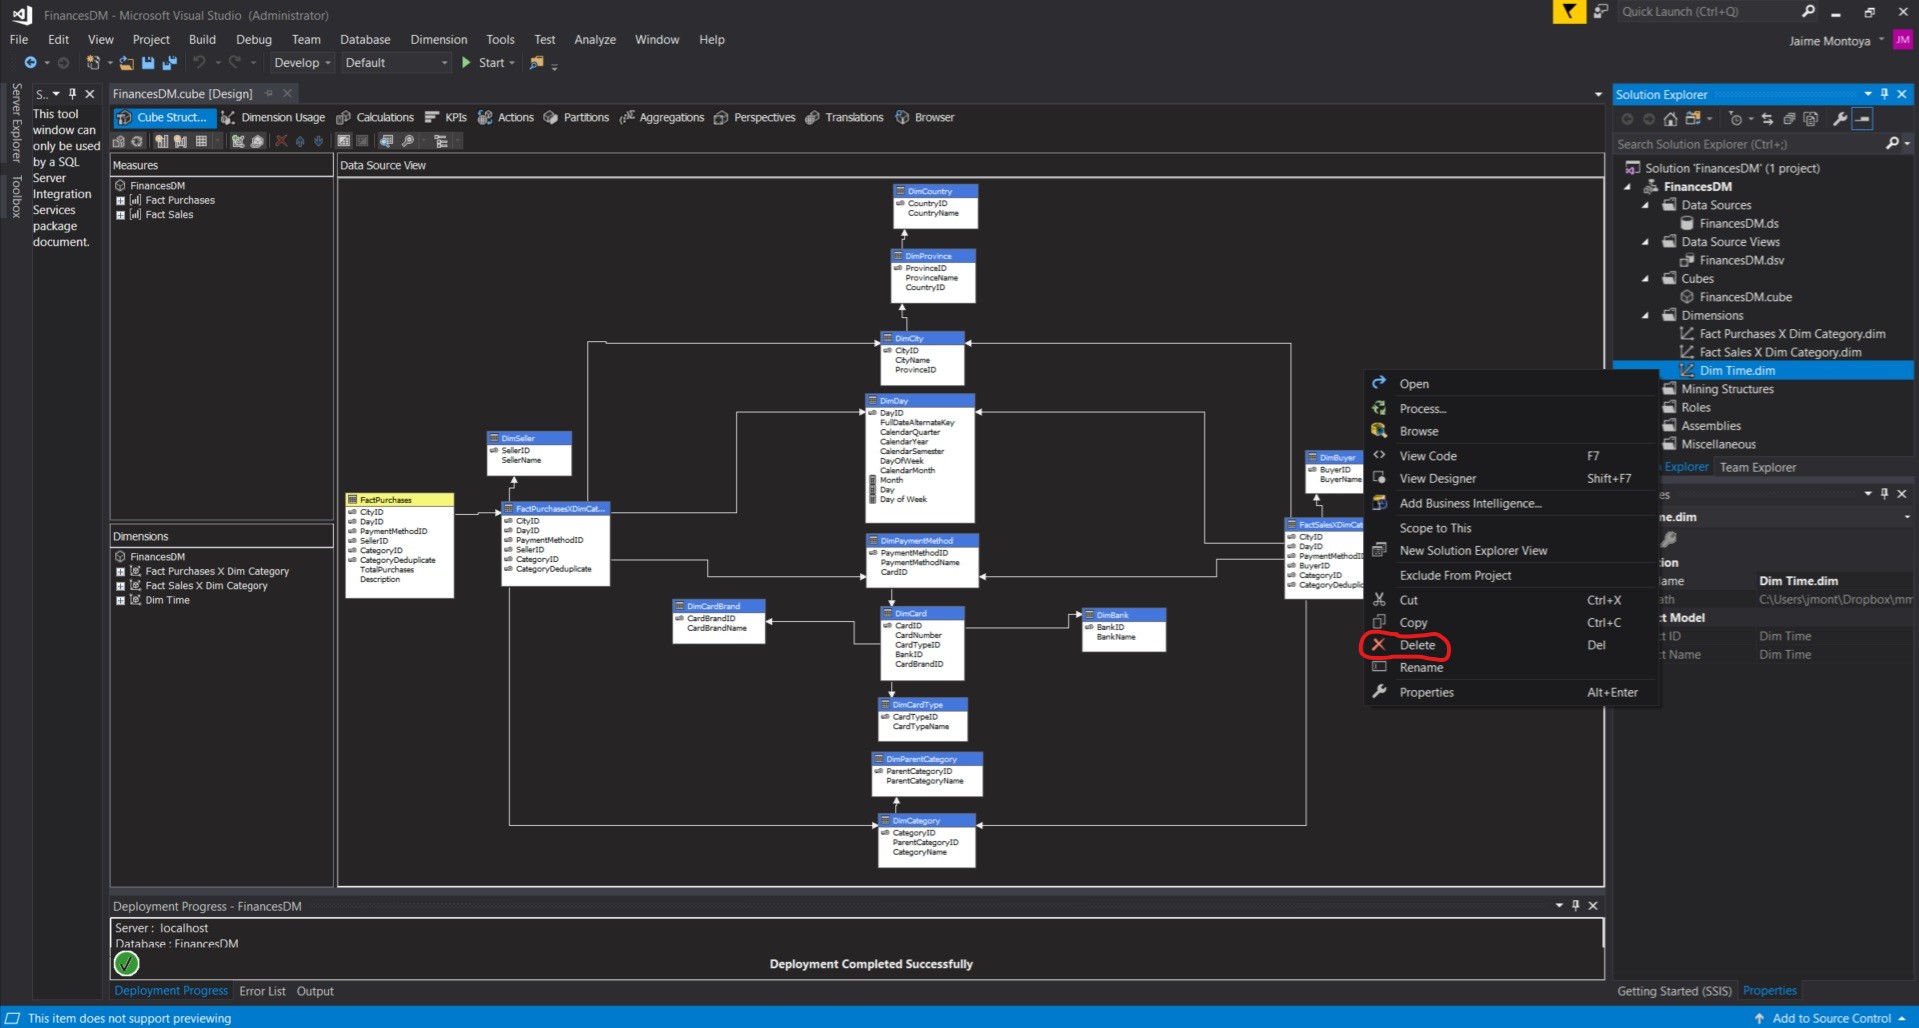 FinancesDM - Microsoft Visual Studio (Administrator)
Quick Launch (Ctrl+Q)
File Edit View Project Build Debug Team Database Dimension Tools Test Analyze Window Help
Jaime Montoya JM
Develop Default Start
Server Explorer
Toolbox
S..
This tool
window can
only be used
by a SQL
Server
Integration
Services
package
document.
FinancesDM.cube [Design]
Cube Struct... Dimension Usage Calculations KPIs Actions Partitions Aggregations Perspectives Translations Browser
Measures
FinancesDM
Fact Purchases
Fact Sales
Dimensions
FinancesDM
Fact Purchases X Dim Category
Fact Sales X Dim Category
Dim Time
Data Source View
DimCountry
CountryID
CountryName
DimProvince
ProvinceID
ProvinceName
CountryID
DimCity
CityID
CityName
ProvinceID
DimDay
DayID
FullDateAlternateKey
CalendarQuarter
CalendarYear
CalendarSemester
DayOfWeek
CalendarMonth
Month
Day
Day of Week
DimSeller
SellerID
SellerName
FactPurchases
CityID
DayID
PaymentMethodID
SellerID
CategoryID
CategoryDeduplicate
TotalPurchases
Description
FactPurchasesXDimCat...
CityID
DayID
PaymentMethodID
SellerID
CategoryID
CategoryDeduplicate
DimPaymentMethod
PaymentMethodID
PaymentMethodName
CardID
DimCardBrand
CardBrandID
CardBrandName
DimCard
CardID
CardNumber
CardTypeID
BankID
CardBrandID
DimBank
BankID
BankName
DimCardType
CardTypeID
CardTypeName
DimParentCategory
ParentCategoryID
ParentCategoryName
DimCategory
CategoryID
ParentCategoryID
CategoryName
DimBuyer
BuyerID
BuyerName
FactSalesXDimCat
CityID
DayID
PaymentMethodID
BuyerID
CategoryID
CategoryDeduplic
Open
Process...
Browse
View Code F7
View Designer Shift+F7
Add Business Intelligence...
Scope to This
New Solution Explorer View
Exclude From Project
Cut Ctrl+X
Copy Ctrl+C
Delete Del
Rename
Properties Alt+Enter
Solution Explorer
Search Solution Explorer (Ctrl+;)
Solution 'FinancesDM' (1 project)
FinancesDM
Data Sources
FinancesDM.ds
Data Source Views
FinancesDM.dsv
Cubes
FinancesDM.cube
Dimensions
Fact Purchases X Dim Category.dim
Fact Sales X Dim Category.dim
Dim Time.dim
Mining Structures
Roles
Assemblies
Miscellaneous
Explorer Team Explorer
es
me.dim
tion
ame Dim Time.dim
ath C:\Users\jmont\Dropbox\mm
ct Model
ct ID Dim Time
ct Name Dim Time
Deployment Progress - FinancesDM
Server : localhost
Database : FinancesDM
Deployment Completed Successfully
Deployment Progress Error List Output
Getting Started (SSIS) Properties
This item does not support previewing
Add to Source Control